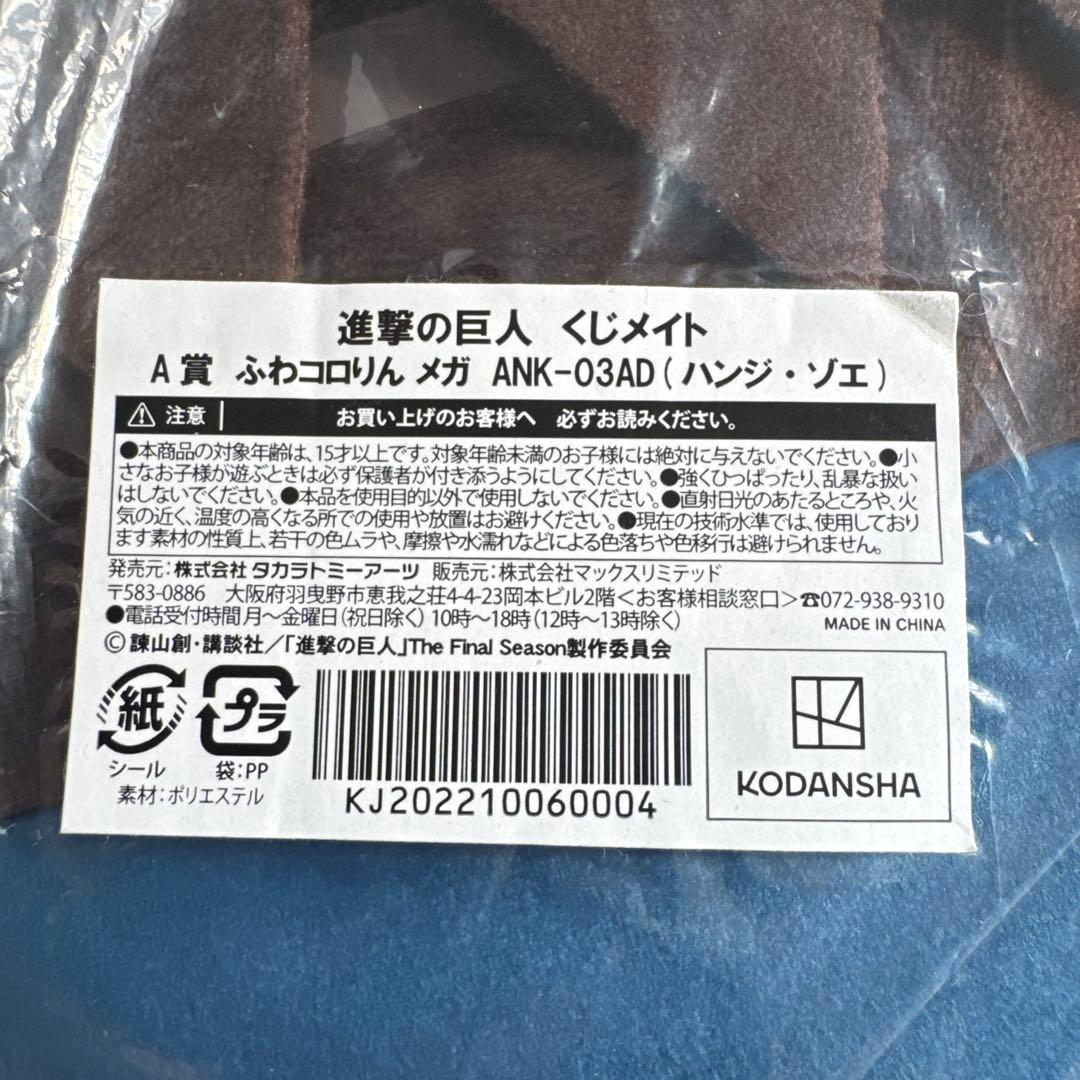 進撃の巨人 くじメイト
A賞 ふわコロりん メガ ANK-03AD(ハンジ・ゾエ)
注意 お買い上げのお客様へ 必ずお読みください。
●本商品の対象年齢は、15才以上です。対象年齢未満のお子様には絶対に与えないでください。●小
さなお子様が遊ぶときは必ず保護者が付き添うようにしてください。●強くひっぱったり、乱暴な扱い
はしないでください。●本品を使用目的以外で使用しないでください。●直射日光のあたるところや、火
気の近く、温度の高くなる所での使用や放置はお避けください。●現在の技術水準では、使用しており
ます素材の性質上、若干の色ムラや、摩擦や水濡れなどによる色落ちや色移行は避けられません。
発売元:株式会社 タカラトミーアーツ 販売元:株式会社マックスリミテッド
〒583-0886 大阪府羽曳野市恵我之荘4-4-23岡本ビル2階<お客様相談窓口>☎072-938-9310
●電話受付時間 月〜金曜日(祝日除く) 10時〜18時(12時〜13時除く)
MADE IN CHINA
© 諫山創・講談社/「進撃の巨人」The Final Season製作委員会
紙
プラ
シール
袋:PP
素材:ポリエステル
KJ202210060004
KODANSHA